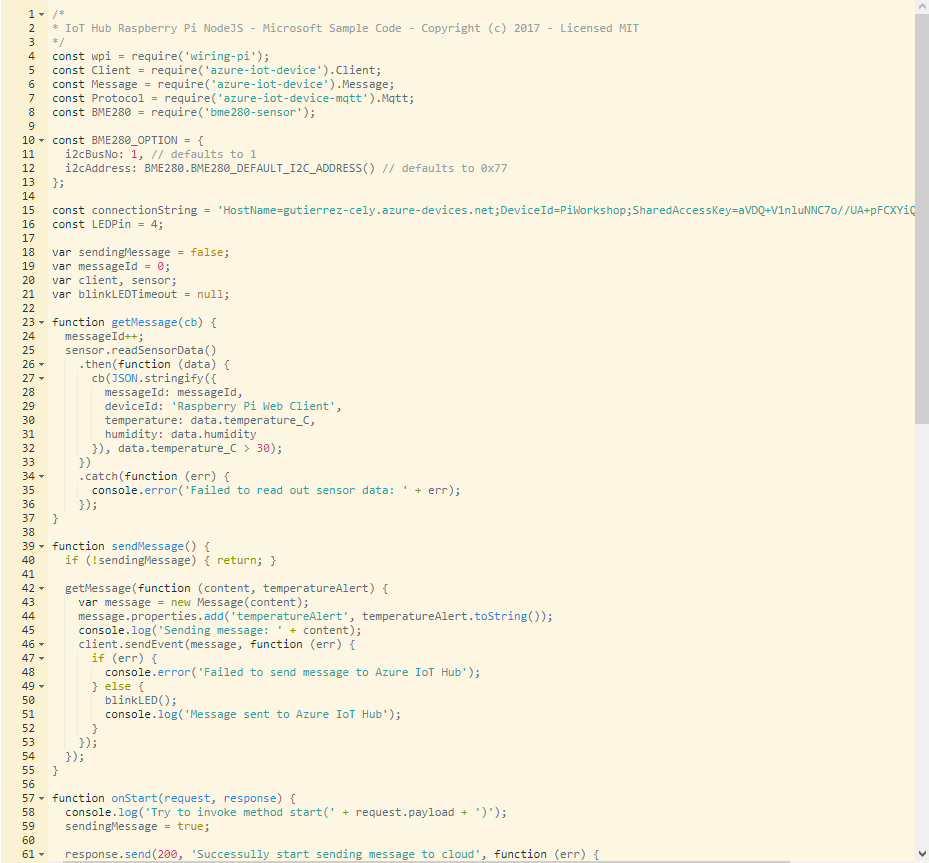 1 /*
2 * IoT Hub Raspberry Pi NodeJS - Microsoft Sample Code - Copyright (c) 2017 - Licensed MIT
3 */
4 const wpi = require('wiring-pi');
5 const Client = require('azure-iot-device').Client;
6 const Message = require('azure-iot-device').Message;
7 const Protocol = require('azure-iot-device-mqtt').Mqtt;
8 const BME280 = require('bme280-sensor');
9
10 const BME280_OPTION = {
11   i2cBusNo: 1, // defaults to 1
12   i2cAddress: BME280.BME280_DEFAULT_I2C_ADDRESS() // defaults to 0x77
13 };
14
15 const connectionString = 'HostName=gutierrez-cely.azure-devices.net;DeviceId=PiWorkshop;SharedAccessKey=aVDQ+V1nluNNC7o//UA+pFCXYiQ
16 const LEDPin = 4;
17
18 var sendingMessage = false;
19 var messageId = 0;
20 var client, sensor;
21 var blinkLEDTimeout = null;
22
23 function getMessage(cb) {
24   messageId++;
25   sensor.readSensorData()
26     .then(function (data) {
27       cb(JSON.stringify({
28         messageId: messageId,
29         deviceId: 'Raspberry Pi Web Client',
30         temperature: data.temperature_C,
31         humidity: data.humidity
32       }), data.temperature_C > 30);
33     })
34     .catch(function (err) {
35       console.error('Failed to read out sensor data: ' + err);
36     });
37 }
38
39 function sendMessage() {
40   if (!sendingMessage) { return; }
41
42   getMessage(function (content, temperatureAlert) {
43     var message = new Message(content);
44     message.properties.add('temperatureAlert', temperatureAlert.toString());
45     console.log('Sending message: ' + content);
46     client.sendEvent(message, function (err) {
47       if (err) {
48         console.error('Failed to send message to Azure IoT Hub');
49       } else {
50         blinkLED();
51         console.log('Message sent to Azure IoT Hub');
52       }
53     });
54   });
55 }
56
57 function onStart(request, response) {
58   console.log('Try to invoke method start(' + request.payload + ')');
59   sendingMessage = true;
60
61   response.send(200, 'Successully start sending message to cloud', function (err) {